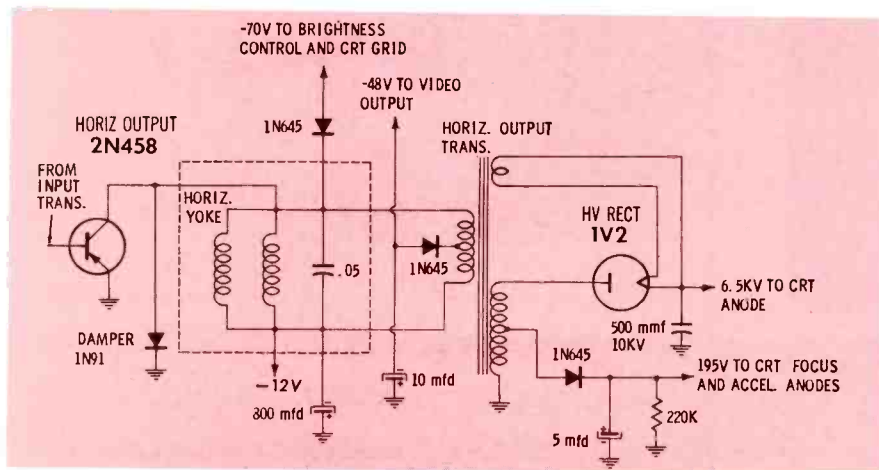 -70V TO BRIGHTNESS
CONTROL AND CRT GRID
-48V TO VIDEO
OUTPUT
HORIZ OUTPUT
2N458
1N645
HORIZ. OUTPUT
TRANS.
FROM
INPUT
TRANS.
HORIZ.
YOKE
HV RECT
1V2
.05
1N645
6.5KV TO CRT
ANODE
500 mmf
10KV
DAMPER
1N91
1N645
-12V
10 mfd
195V TO CRT FOCUS
AND ACCEL. ANODES
800 mfd
220K
5 mfd